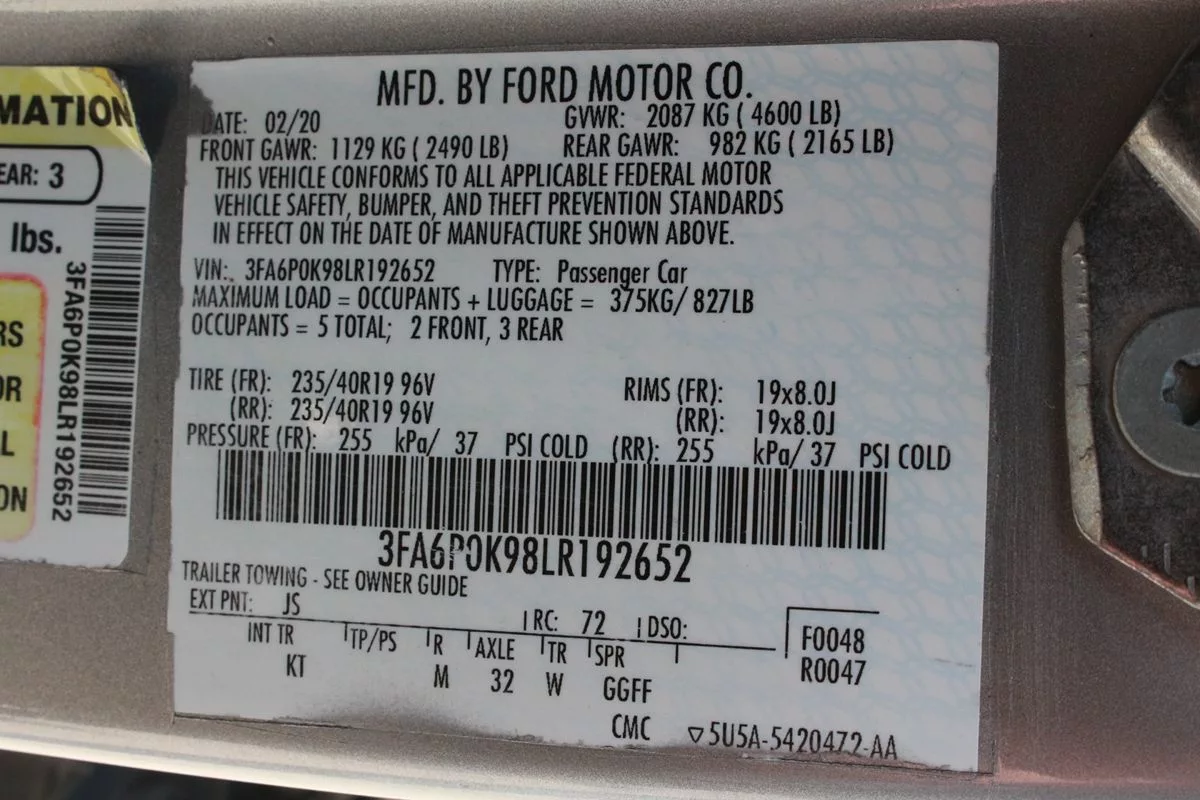 MATION
EAR: 3
lbs.
3FA6P0K98LR192652
RS
OR
L
ON
MFD. BY FORD MOTOR CO.
DATE: 02/20 GVWR: 2087 KG ( 4600 LB)
FRONT GAWR: 1129 KG ( 2490 LB) REAR GAWR: 982 KG ( 2165 LB)
THIS VEHICLE CONFORMS TO ALL APPLICABLE FEDERAL MOTOR
VEHICLE SAFETY, BUMPER, AND THEFT PREVENTION STANDARDS
IN EFFECT ON THE DATE OF MANUFACTURE SHOWN ABOVE.
VIN: 3FA6P0K98LR192652 TYPE: Passenger Car
MAXIMUM LOAD = OCCUPANTS + LUGGAGE = 375KG/ 827LB
OCCUPANTS = 5 TOTAL; 2 FRONT, 3 REAR
TIRE (FR): 235/40R19 96V RIMS (FR): 19x8.0J
(RR): 235/40R19 96V (RR): 19x8.0J
PRESSURE (FR): 255 kPa/ 37 PSI COLD (RR): 255 kPa/ 37 PSI COLD
3FA6P0K98LR192652
TRAILER TOWING - SEE OWNER GUIDE
EXT PNT: JS RC: 72 DSO:
INT TR TP/PS R AXLE TR SPR F0048
KT M 32 W GGFF R0047
CMC ▽5U5A-5420472-AA